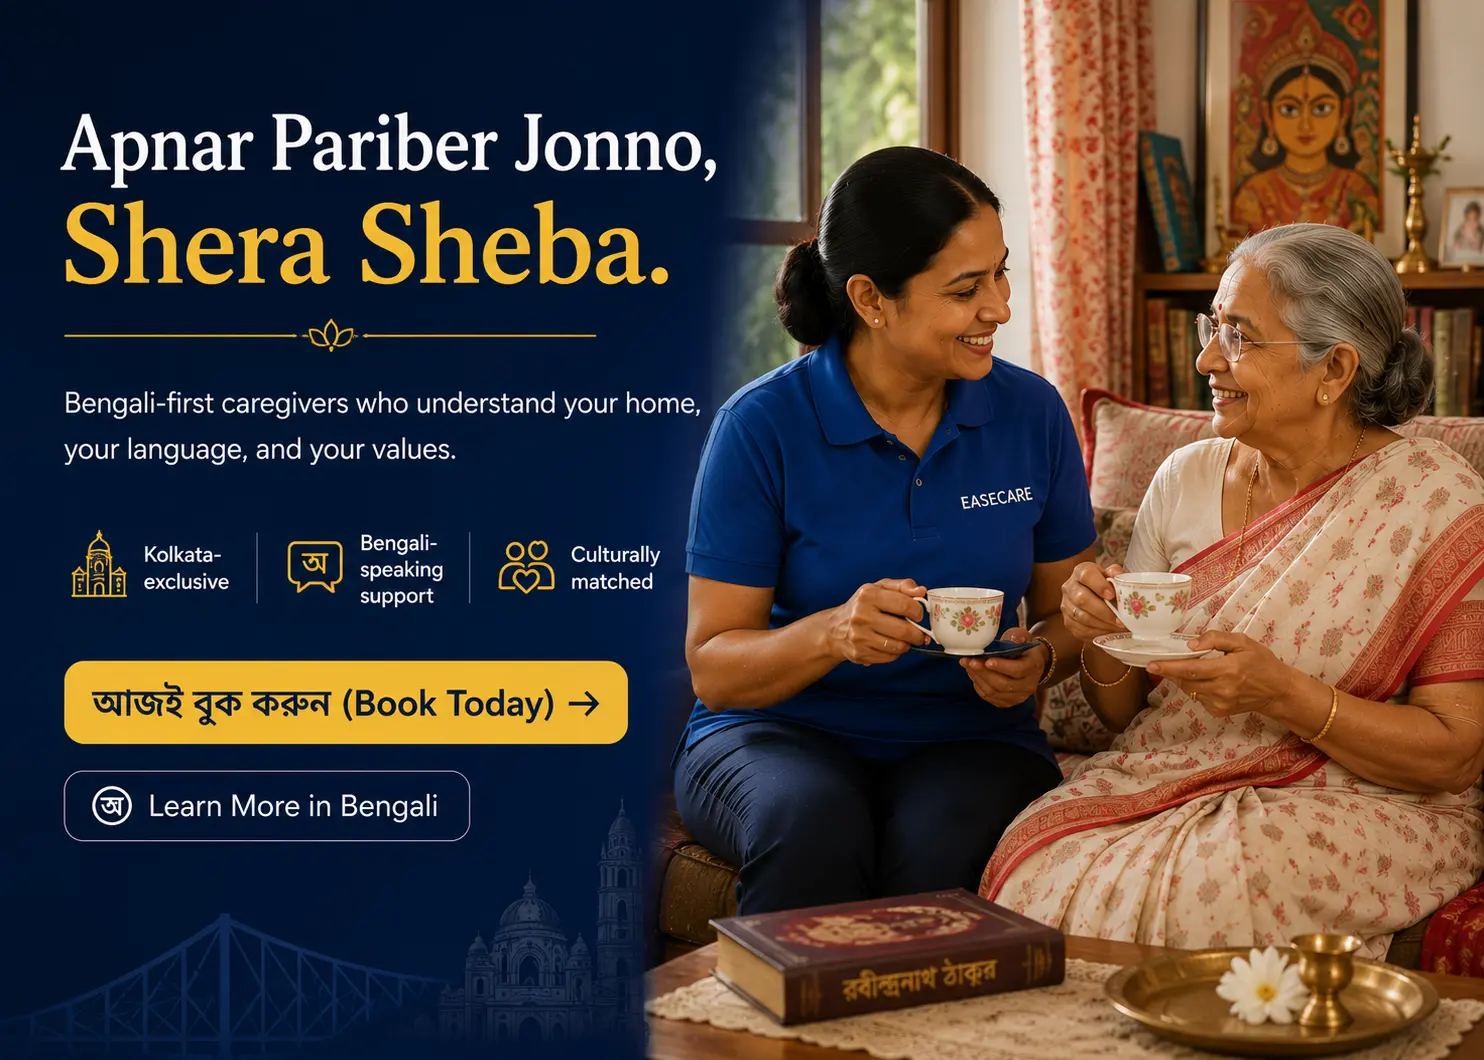 Apnar Pariber Jonno,
Shera Sheba.
Bengali-first caregivers who understand your home,
your language, and your values.
Kolkata-
exclusive
অ
Bengali-
speaking
support
Culturally
matched
আজই বুক করুন (Book Today) →
অ
Learn More in Bengali
EASECARE
রবীন্দ্রনাথ ঠাকুর